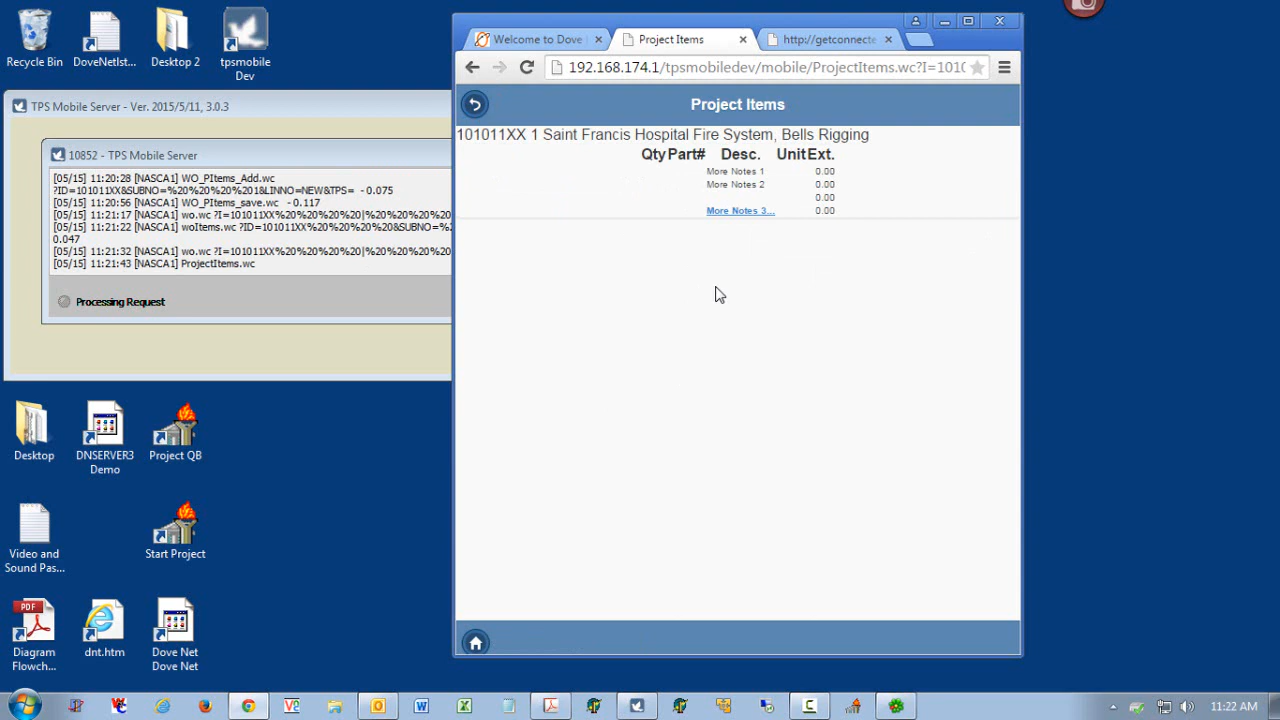 Recycle Bin
DoveNetIst...
Desktop 2
tpsmobile
Dev
TPS Mobile Server - Ver. 2015/5/11, 3.0.3
10852 - TPS Mobile Server
[05/15] 11:20:28 [NASCA1] WO_PItems_Add.wc
?ID=101011XX&SUBNO=%20%20%20%201&LINNO=NEW&TPS= - 0.075
[05/15] 11:20:56 [NASCA1] WO_PItems_save.wc - 0.117
[05/15] 11:21:17 [NASCA1] wo.wc ?I=101011XX%20%20%20%20|%20%20%20
[05/15] 11:21:22 [NASCA1] woItems.wc ?ID=101011XX%20%20%20%20&SUBNO=%
0.047
[05/15] 11:21:32 [NASCA1] wo.wc ?I=101011XX%20%20%20%20|%20%20%20
[05/15] 11:21:43 [NASCA1] ProjectItems.wc
Processing Request
Desktop
DNSERVER3
Demo
Project QB
Video and
Sound Pas...
Start Project
PDF
Diagram
Flowch...
dnt.htm
Dove Net
Dove Net
Welcome to Dove
Project Items
http://getconnecte
192.168.174.1/tpsmobiledev/mobile/ProjectItems.wc?I=1010
Project Items
101011XX 1 Saint Francis Hospital Fire System, Bells Rigging
Qty Part# Desc. Unit Ext.
More Notes 1 0.00
More Notes 2 0.00
0.00
More Notes 3... 0.00
11:22 AM